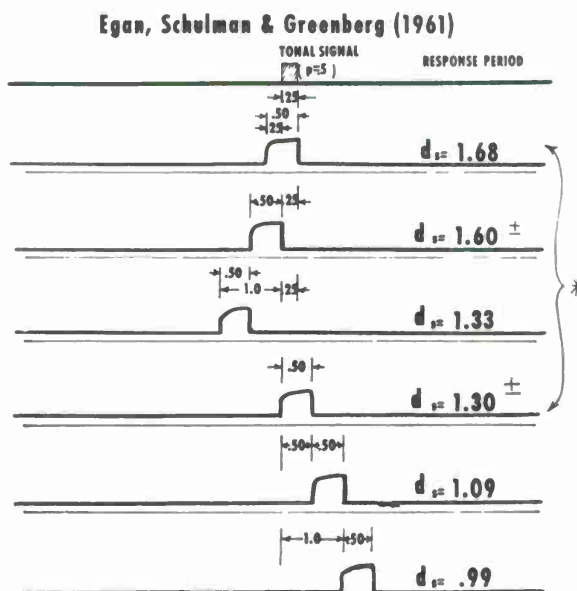 Egan, Schulman & Greenberg (1961)
TONAL SIGNAL
(p=.5)
RESPONSE PERIOD
.25
.50
.25
ds= 1.68
.50 .25
ds= 1.60 ±
.50
1.0 .25
ds= 1.33
*
.50
ds= 1.30 ±
.50 .50
ds= 1.09
1.0 .50
ds= .99